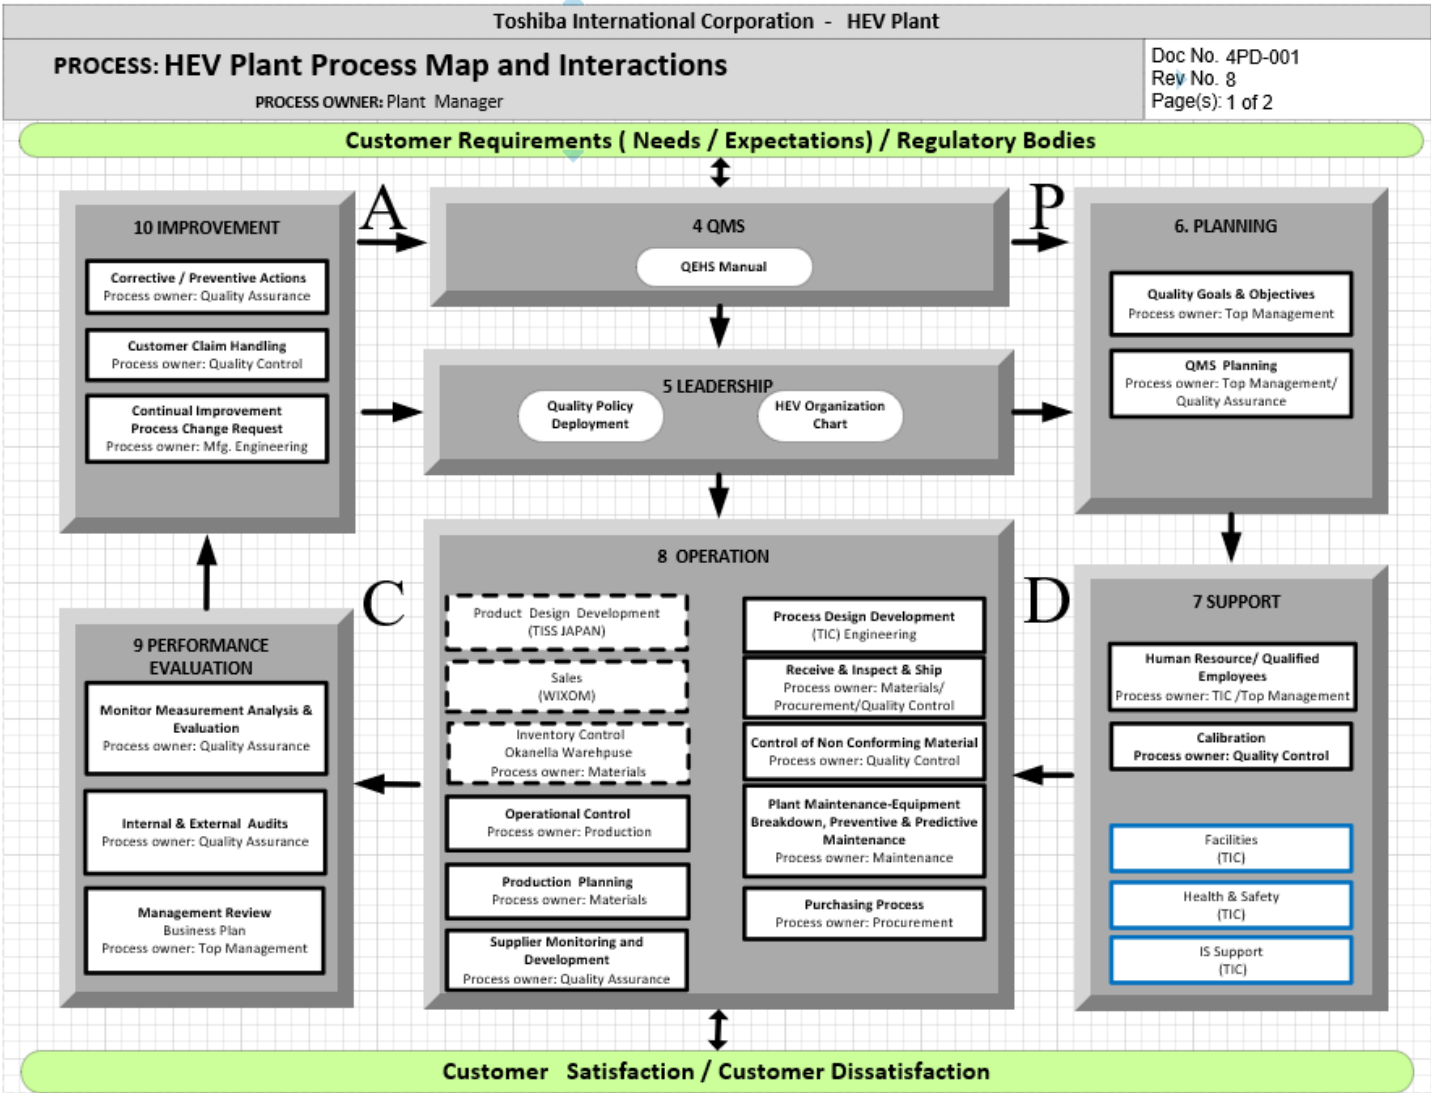 Toshiba International Corporation - HEV Plant
PROCESS: HEV Plant Process Map and Interactions
PROCESS OWNER: Plant Manager
Doc No. 4PD-001
Rev No. 8
Page(s): 1 of 2
Customer Requirements ( Needs / Expectations) / Regulatory Bodies
10 IMPROVEMENT
Corrective / Preventive Actions
Process owner: Quality Assurance
Customer Claim Handling
Process owner: Quality Control
Continual Improvement
Process Change Request
Process owner: Mfg. Engineering
A
4 QMS
QEHS Manual
P
6. PLANNING
Quality Goals & Objectives
Process owner: Top Management
QMS Planning
Process owner: Top Management/
Quality Assurance
5 LEADERSHIP
Quality Policy
Deployment
HEV Organization
Chart
9 PERFORMANCE
EVALUATION
Monitor Measurement Analysis &
Evaluation
Process owner: Quality Assurance
Internal & External Audits
Process owner: Quality Assurance
Management Review
Business Plan
Process owner: Top Management
C
8 OPERATION
Product Design Development
(TISS JAPAN)
Sales
(WIXOM)
Inventory Control
Okanella Warehpuse
Process owner: Materials
Operational Control
Process owner: Production
Production Planning
Process owner: Materials
Supplier Monitoring and
Development
Process owner: Quality Assurance
Process Design Development
(TIC) Engineering
Receive & Inspect & Ship
Process owner: Materials/
Procurement/Quality Control
Control of Non Conforming Material
Process owner: Quality Control
Plant Maintenance-Equipment
Breakdown, Preventive & Predictive
Maintenance
Process owner: Maintenance
Purchasing Process
Process owner: Procurement
D
7 SUPPORT
Human Resource/ Qualified
Employees
Process owner: TIC /Top Management
Calibration
Process owner: Quality Control
Facilities
(TIC)
Health & Safety
(TIC)
IS Support
(TIC)
Customer Satisfaction / Customer Dissatisfaction